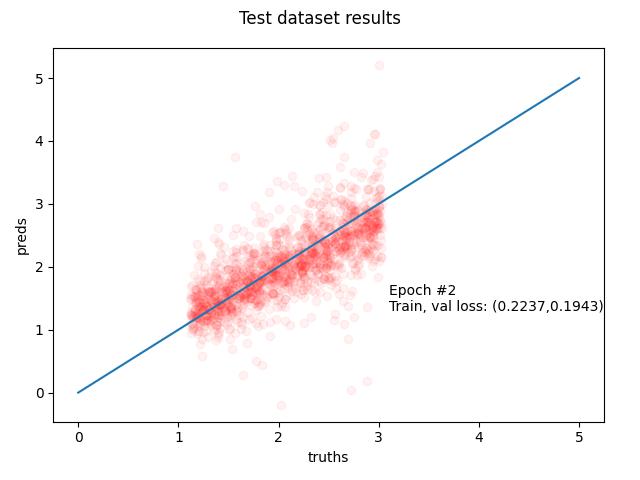 Test dataset results
preds
5
4
3
2
1
0
Epoch #2
Train, val loss: (0.2237,0.1943)
0 1 2 3 4 5
truths